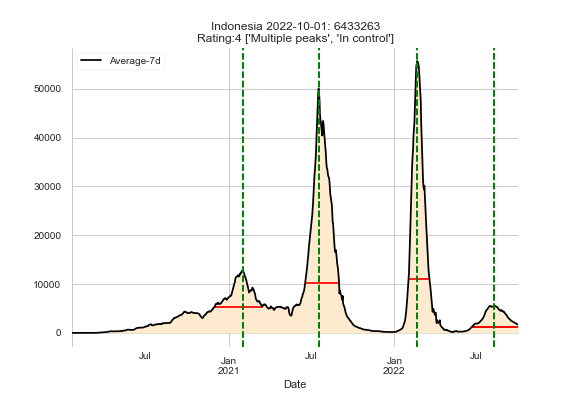 Indonesia 2022-10-01: 6433263
Rating:4 ['Multiple peaks', 'In control']
Average-7d
50000
40000
30000
20000
10000
0
Jul
Jan
2021
Jul
Jan
2022
Jul
Date